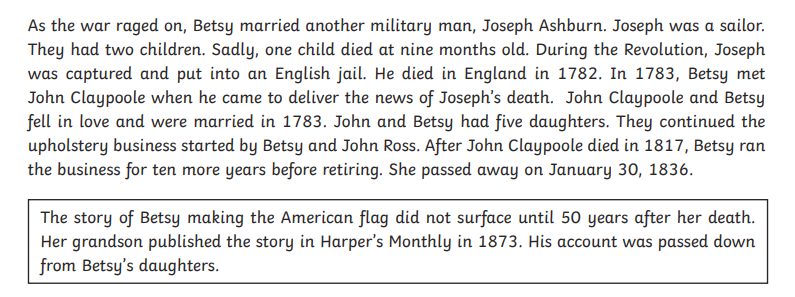 As the war raged on, Betsy married another military man, Joseph Ashburn. Joseph was a sailor.
They had two children. Sadly, one child died at nine months old. During the Revolution, Joseph
was captured and put into an English jail. He died in England in 1782. In 1783, Betsy met
John Claypoole when he came to deliver the news of Joseph's death.  John Claypoole and Betsy
fell in love and were married in 1783. John and Betsy had five daughters. They continued the
upholstery business started by Betsy and John Ross. After John Claypoole died in 1817, Betsy ran
the business for ten more years before retiring. She passed away on January 30, 1836.
The story of Betsy making the American flag did not surface until 50 years after her death.
Her grandson published the story in Harper's Monthly in 1873. His account was passed down
from Betsy's daughters.